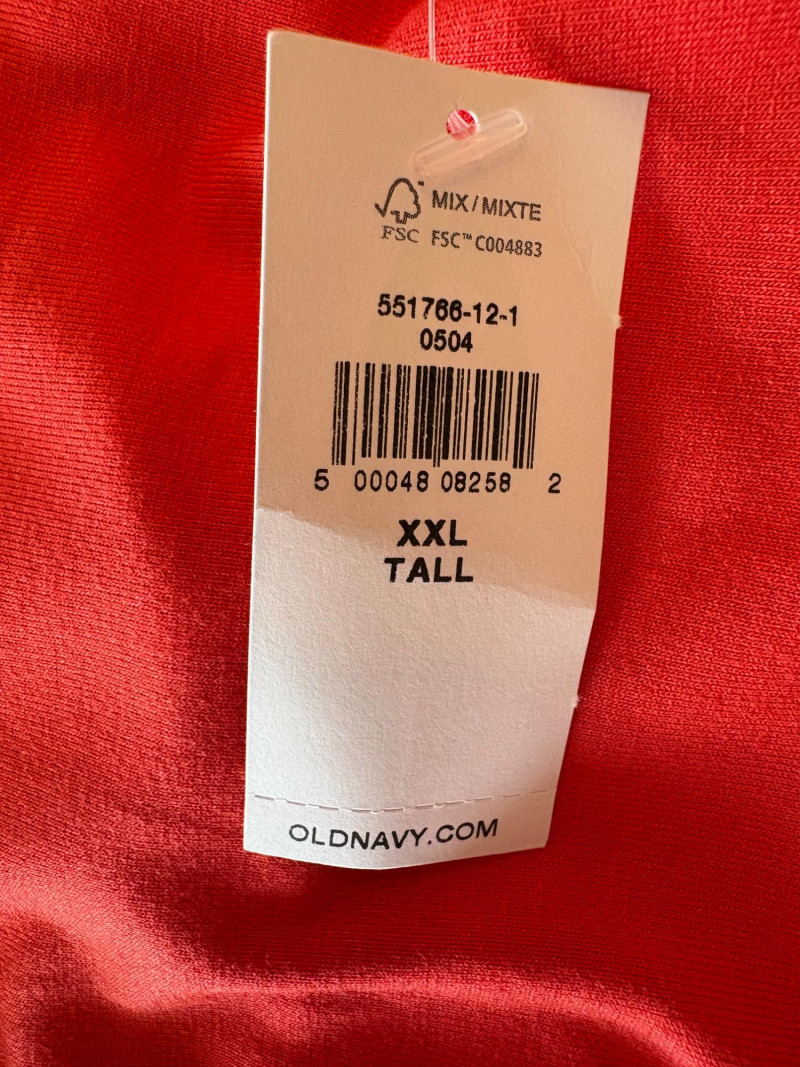 MIX/MIXTE
FSC FSC™ C004883
551766-12-1
0504
5 00048 08258 2
XXL
TALL
OLDNAVY.COM